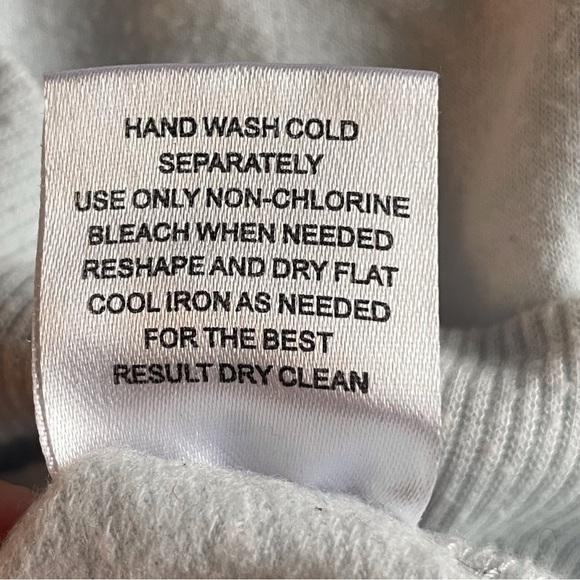 HAND WASH COLD
SEPARATELY
USE ONLY NON-CHLORINE
BLEACH WHEN NEEDED
RESHAPE AND DRY FLAT
COOL IRON AS NEEDED
FOR THE BEST
RESULT DRY CLEAN